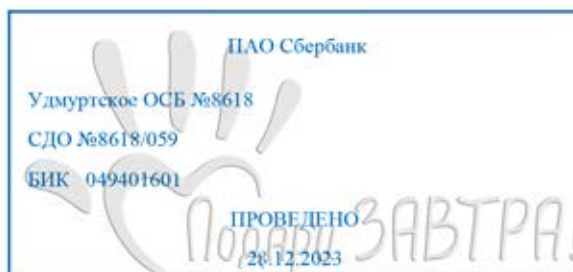 ПАО Сбербанк
Удмуртское ОСБ №8618
СДО №8618/059
БИК 049401601
ПРОВЕДЕНО
Подари ЗАВТРА!
28.12.2023